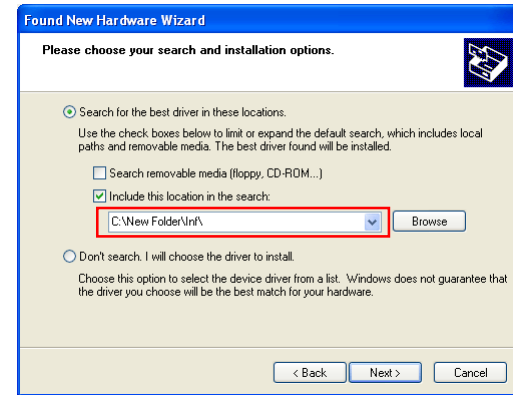 Found New Hardware Wizard
Please choose your search and installation options.
Search for the best driver in these locations.
Use the check boxes below to limit or expand the default search, which includes local
paths and removable media. The best driver found will be installed.
Search removable media (floppy, CD-ROM...)
Include this location in the search:
C:\New Folder\Inf\
Browse
Don't search. I will choose the driver to install.
Choose this option to select the device driver from a list. Windows does not guarantee that
the driver you choose will be the best match for your hardware.
< Back Next > Cancel